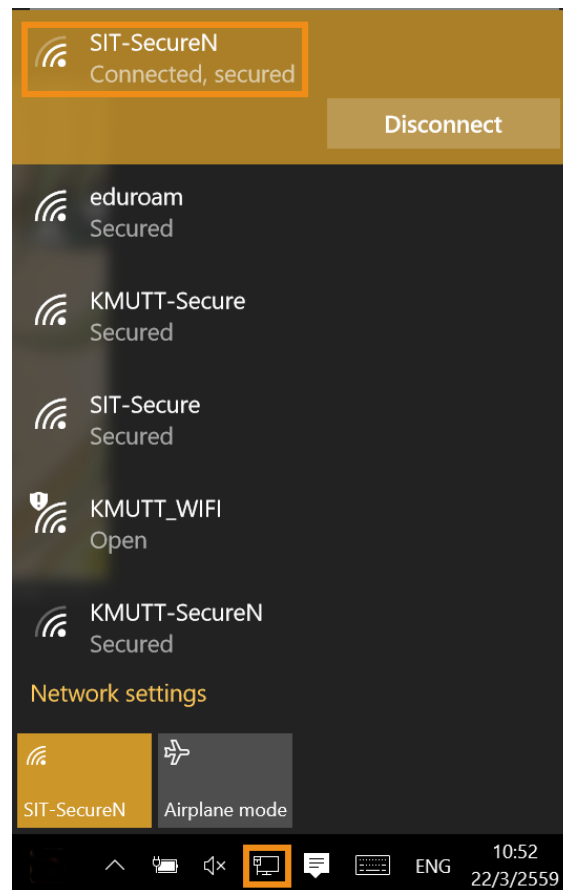 SIT-SecureN
Connected, secured
Disconnect
eduroam
Secured
KMUTT-Secure
Secured
SIT-Secure
Secured
KMUTT_WIFI
Open
KMUTT-SecureN
Secured
Network settings
SIT-SecureN
Airplane mode
ENG
10:52
22/3/2559